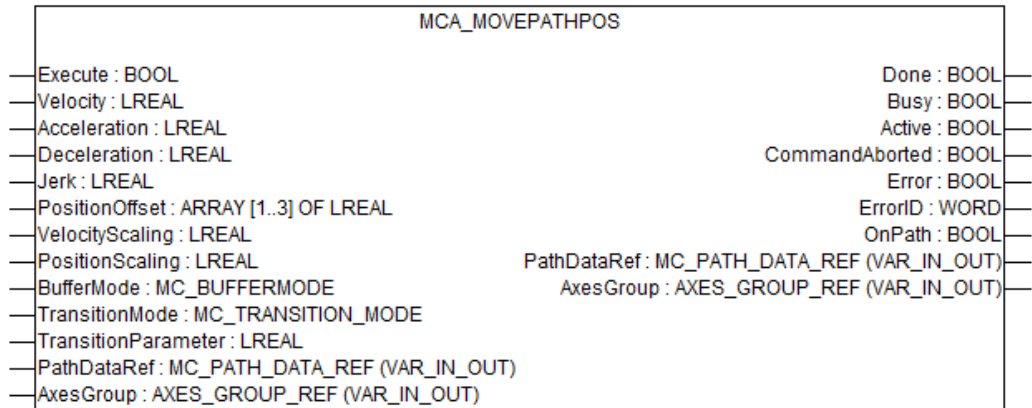 MCA_MOVEPATHPOS
Execute : BOOL
Done : BOOL
Velocity : LREAL
Busy : BOOL
Acceleration : LREAL
Active : BOOL
Deceleration : LREAL
CommandAborted : BOOL
Jerk : LREAL
Error : BOOL
PositionOffset : ARRAY [1..3] OF LREAL
ErrorID : WORD
VelocityScaling : LREAL
OnPath : BOOL
PositionScaling : LREAL
PathDataRef : MC_PATH_DATA_REF (VAR_IN_OUT)
BufferMode : MC_BUFFERMODE
AxesGroup : AXES_GROUP_REF (VAR_IN_OUT)
TransitionMode : MC_TRANSITION_MODE
TransitionParameter : LREAL
PathDataRef : MC_PATH_DATA_REF (VAR_IN_OUT)
AxesGroup : AXES_GROUP_REF (VAR_IN_OUT)